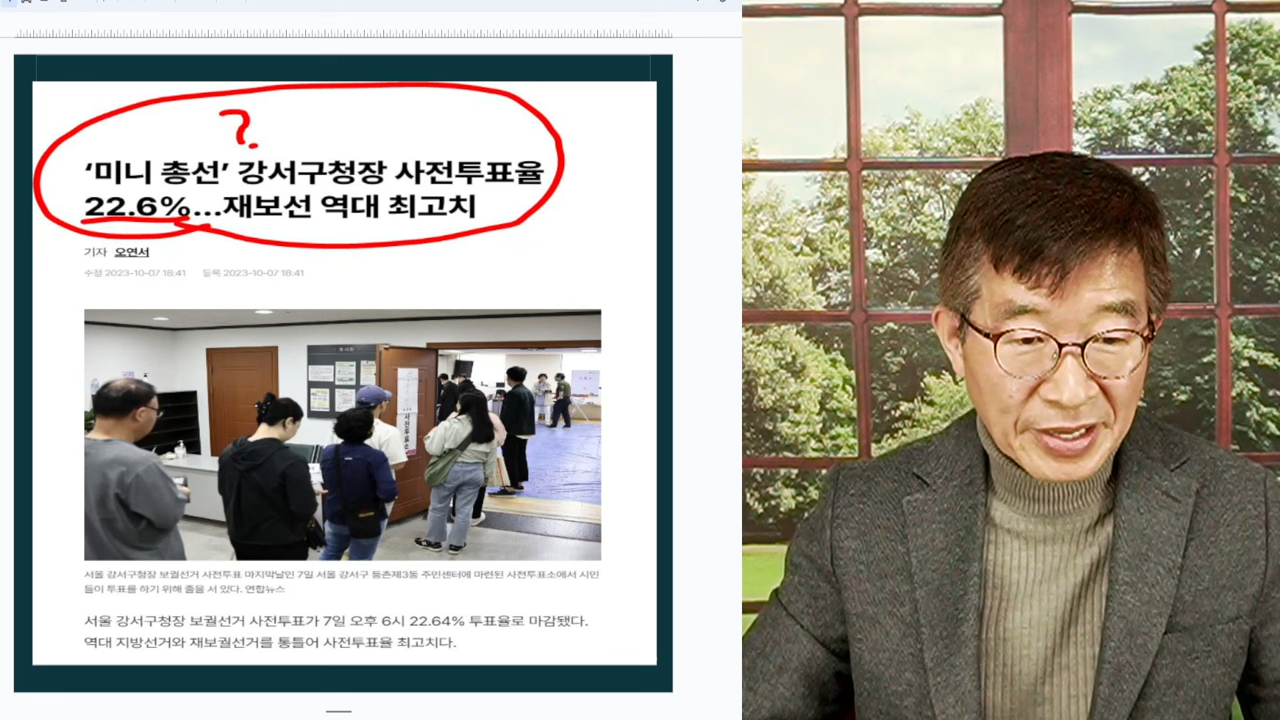 ?
‘미니 총선’ 강서구청장 사전투표율
22.6%...재보선 역대 최고치
기자 오연서
수정 2023-10-07 18:41 등록 2023-10-07 18:41
사전투표소
서울 강서구청장 보궐선거 사전투표 마지막날인 7일 서울 강서구 등촌제3동 주민센터에 마련된 사전투표소에서 시민
들이 투표를 하기 위해 줄을 서 있다. 연합뉴스
서울 강서구청장 보궐선거 사전투표가 7일 오후 6시 22.64% 투표율로 마감됐다.
역대 지방선거와 재보궐선거를 통틀어 사전투표율 최고치다.